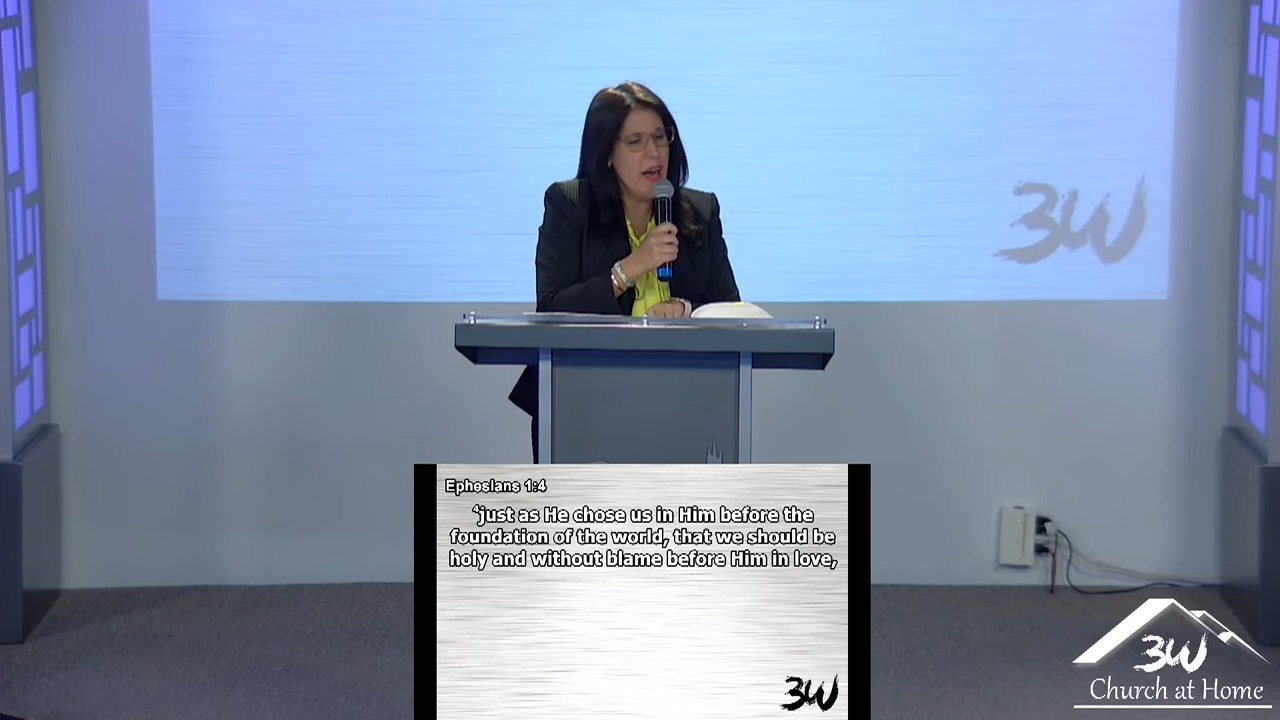 3W
Ephesians 1:4
⁴just as He chose us in Him before the
foundation of the world, that we should be
holy and without blame before Him in love,
3W
3W
Church at Home